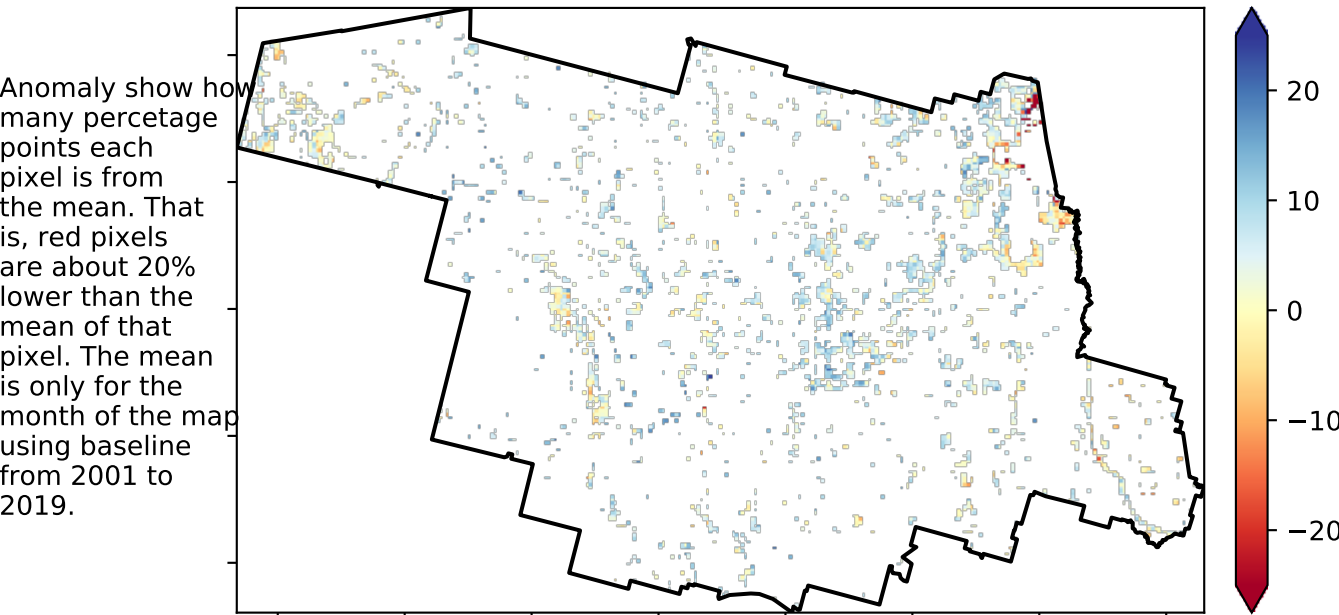 Anomaly show how
many percetage
points each
pixel is from
the mean. That
is, red pixels
are about 20%
lower than the
mean of that
pixel. The mean
is only for the
month of the map
using baseline
from 2001 to
2019.
20
10
0
−10
−20